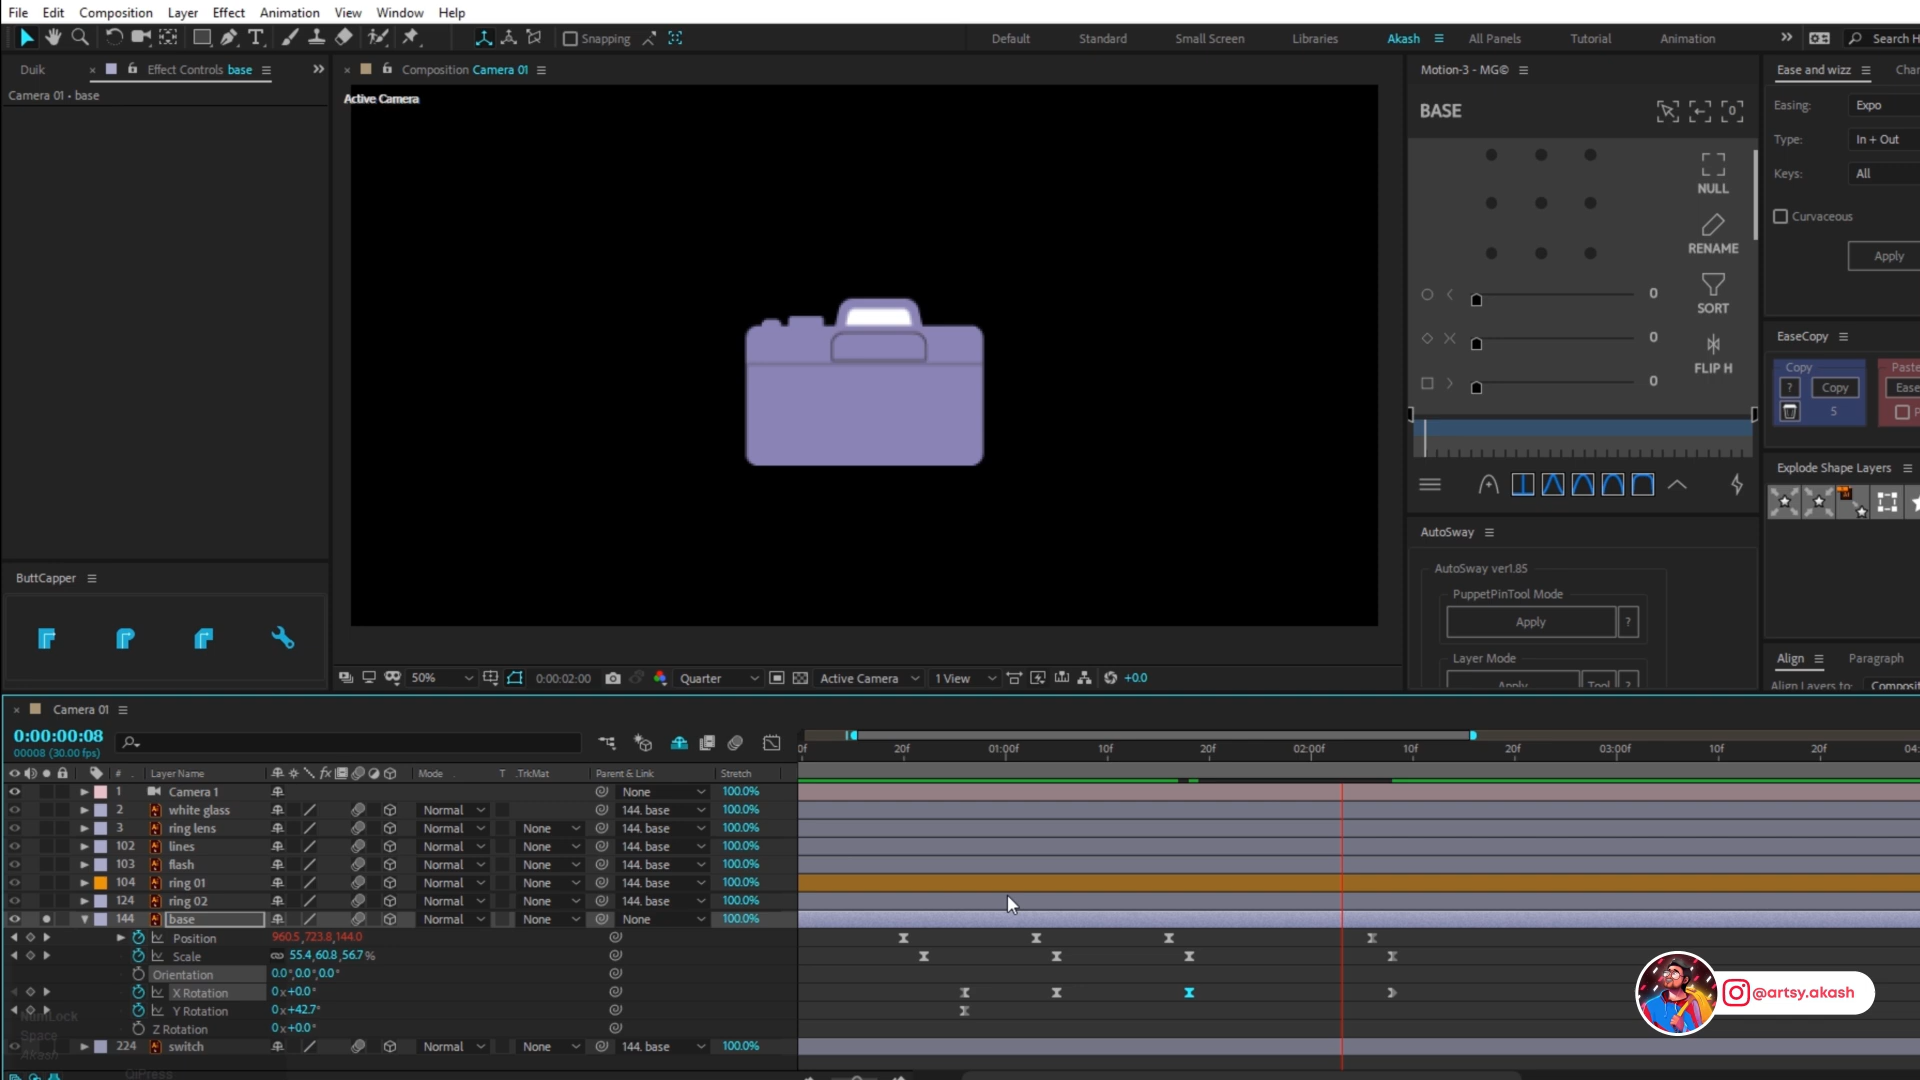 File Edit Composition Layer Effect Animation View Window Help
Snapping
Default Standard Small Screen Libraries Akash All Panels Tutorial Animation Search H
Duik Effect Controls base
Composition Camera 01
Motion-3 - MG©
Ease and wizz
Camera 01 • base
Active Camera
BASE
Easing: Expo
Type: In + Out
Keys: All
NULL
Curvaceous
RENAME
Apply
0
SORT
EaseCopy
0
FLIP H
Copy
Paste
? Copy
Ease
0
5
Explode Shape Layers
AutoSway
AutoSway ver1.85
PuppetPinTool Mode
Apply ?
Layer Mode
Apply Tool ?
Align Paragraph
Align Layers to: Composit
ButtCapper
50% 0:00:02:00 Quarter Active Camera 1 View +0.0
Camera 01
0:00:00:08
00008 (30.00 fps)
0f 20f 01:00f 10f 20f 02:00f 10f 20f 03:00f 10f 20f 04:
# Layer Name Mode T .TrkMat Parent & Link Stretch
1 Camera 1 None 100.0%
2 white glass Normal 144. base 100.0%
3 ring lens Normal None 144. base 100.0%
102 lines Normal None 144. base 100.0%
103 flash Normal None 144. base 100.0%
104 ring 01 Normal None 144. base 100.0%
124 ring 02 Normal None 144. base 100.0%
144 base Normal None None 100.0%
Position 960.5,723.8,144.0
Scale 55.4,60.8,56.7%
Orientation 0.0°,0.0°,0.0°
X Rotation 0x+0.0°
Y Rotation 0x+42.7°
Z Rotation 0x+0.0°
224 switch Normal None 144. base 100.0%
NumLock
Space
Akash
QiPress
@artsy.akash